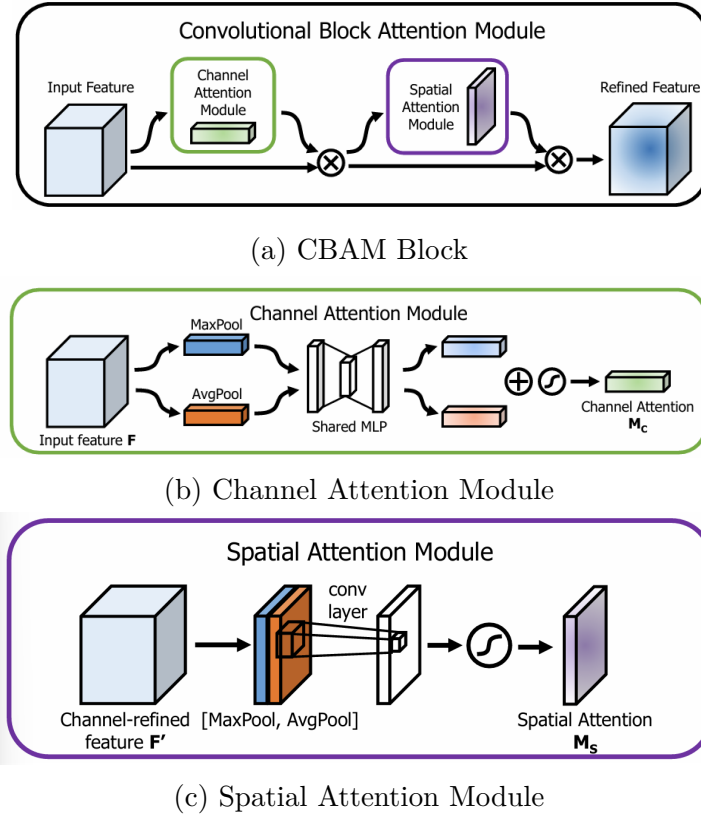 Convolutional Block Attention Module
Input Feature
Channel
Attention
Module
Spatial
Attention
Module
Refined Feature
(a) CBAM Block
Channel Attention Module
MaxPool
AvgPool
Input feature F
Shared MLP
Channel Attention
Mc
(b) Channel Attention Module
Spatial Attention Module
conv
layer
Channel-refined
feature F'
[MaxPool, AvgPool]
Spatial Attention
Ms
(c) Spatial Attention Module